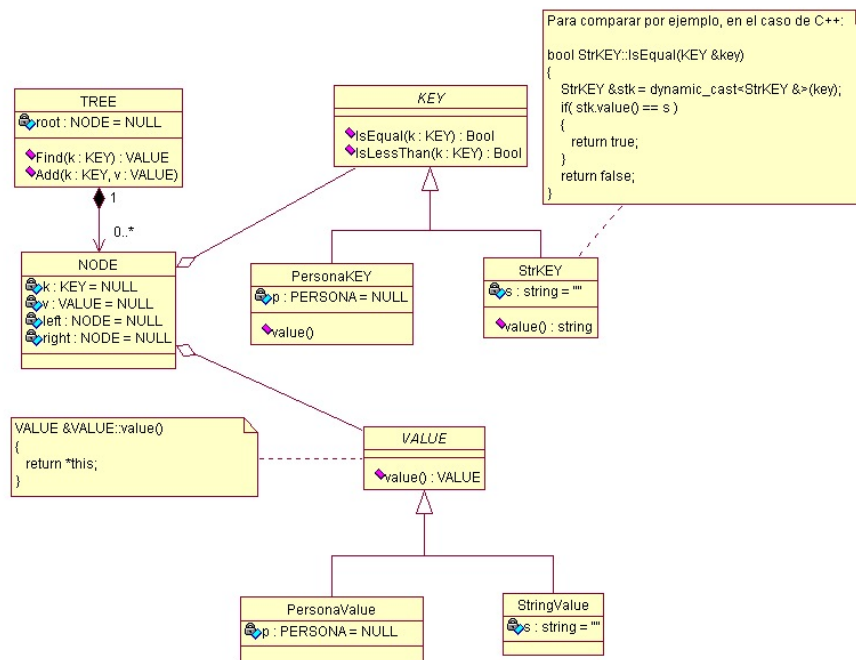 Para comparar por ejemplo, en el caso de C++:
bool StrKEY::IsEqual(KEY &key)
{
StrKEY &stk = dynamic_cast<StrKEY &>(key);
if( stk.value() == s )
{
return true;
}
return false;
}
TREE
root : NODE = NULL
Find(k : KEY) : VALUE
Add(k : KEY, v : VALUE)
KEY
IsEqual(k : KEY) : Bool
IsLessThan(k : KEY) : Bool
1
0..*
NODE
k : KEY = NULL
v : VALUE = NULL
left : NODE = NULL
right : NODE = NULL
PersonaKEY
p : PERSONA = NULL
value()
StrKEY
s : string = ""
value() : string
VALUE &VALUE::value()
{
return *this;
}
VALUE
value() : VALUE
PersonaValue
p : PERSONA = NULL
StringValue
s : string = ""